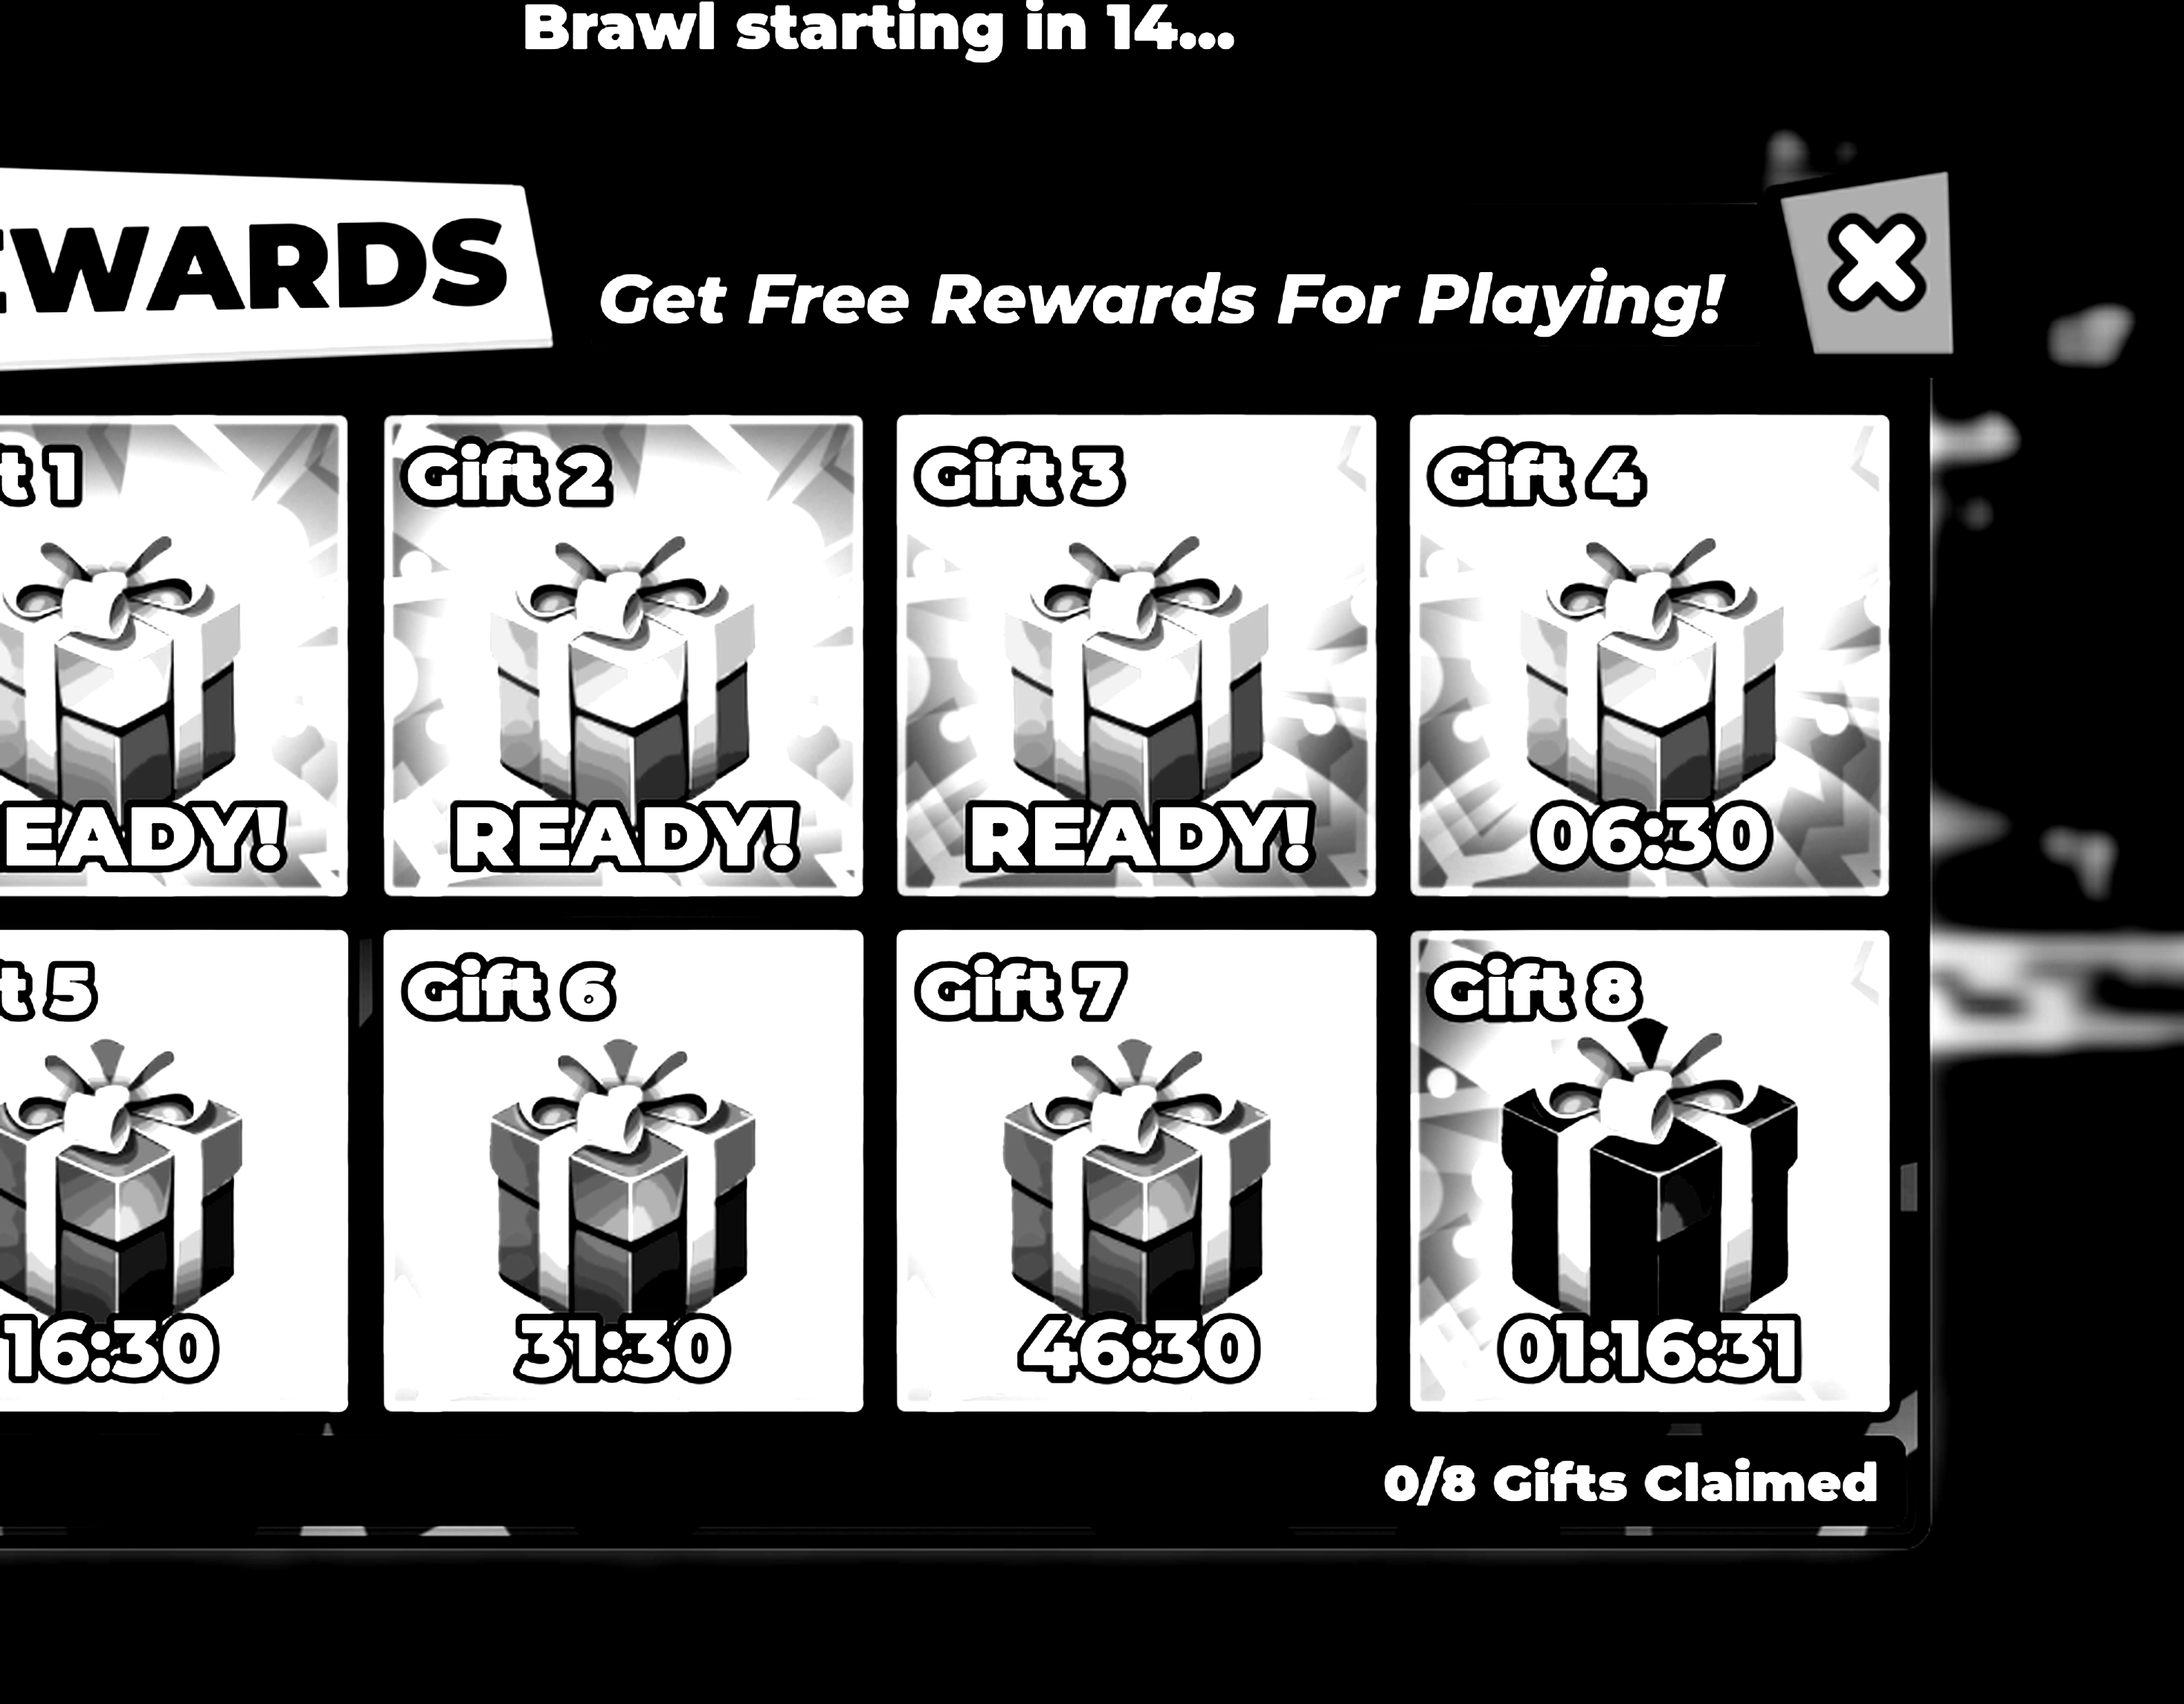 Brawl starting in 14...
EWARDS
Get Free Rewards For Playing!
t 1
Gift 2
Gift 3
Gift 4
EADY!
READY!
READY!
06:30
t 5
Gift 6
Gift 7
Gift 8
16:30
31:30
46:30
01:16:31
0/8 Gifts Claimed